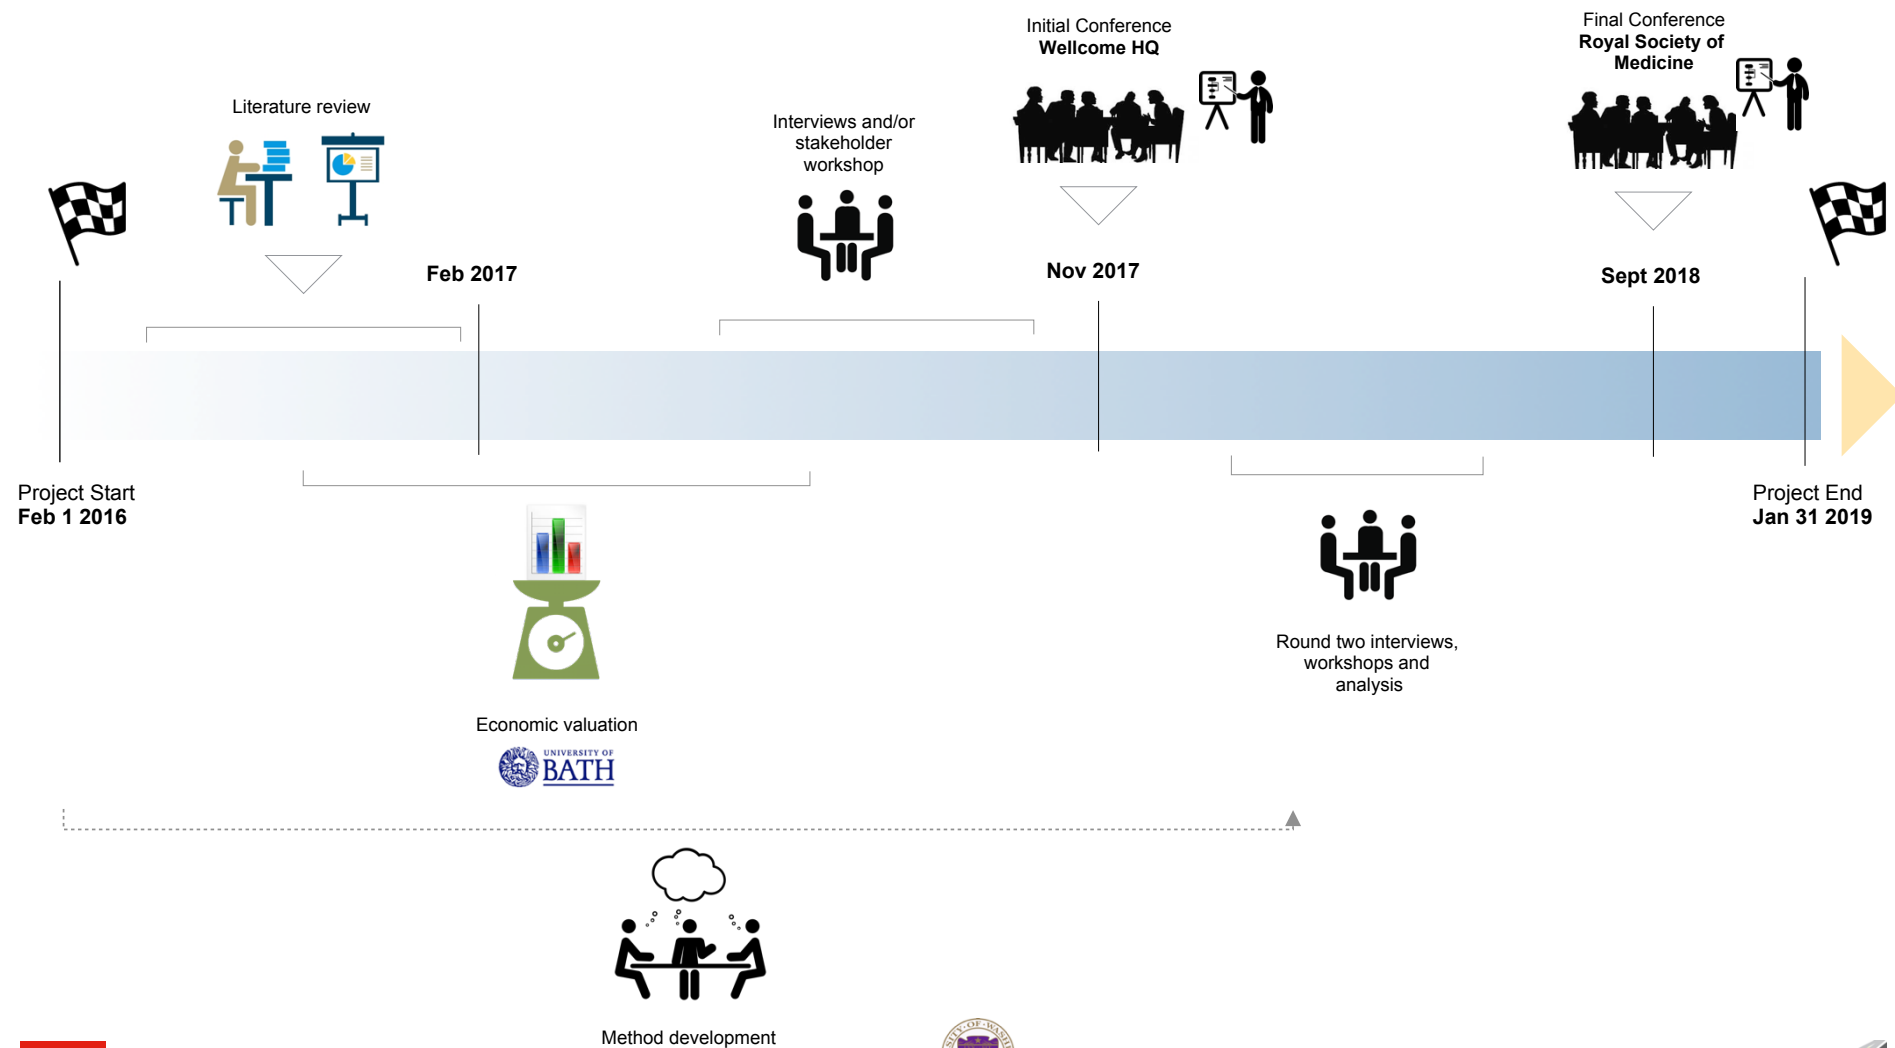 Initial Conference
Wellcome HQ
Final Conference
Royal Society of
Medicine
Literature review
Interviews and/or
stakeholder
workshop
Feb 2017
Nov 2017
Sept 2018
Project Start
Feb 1 2016
Project End
Jan 31 2019
Round two interviews,
workshops and
analysis
Economic valuation
UNIVERSITY OF
BATH
Method development